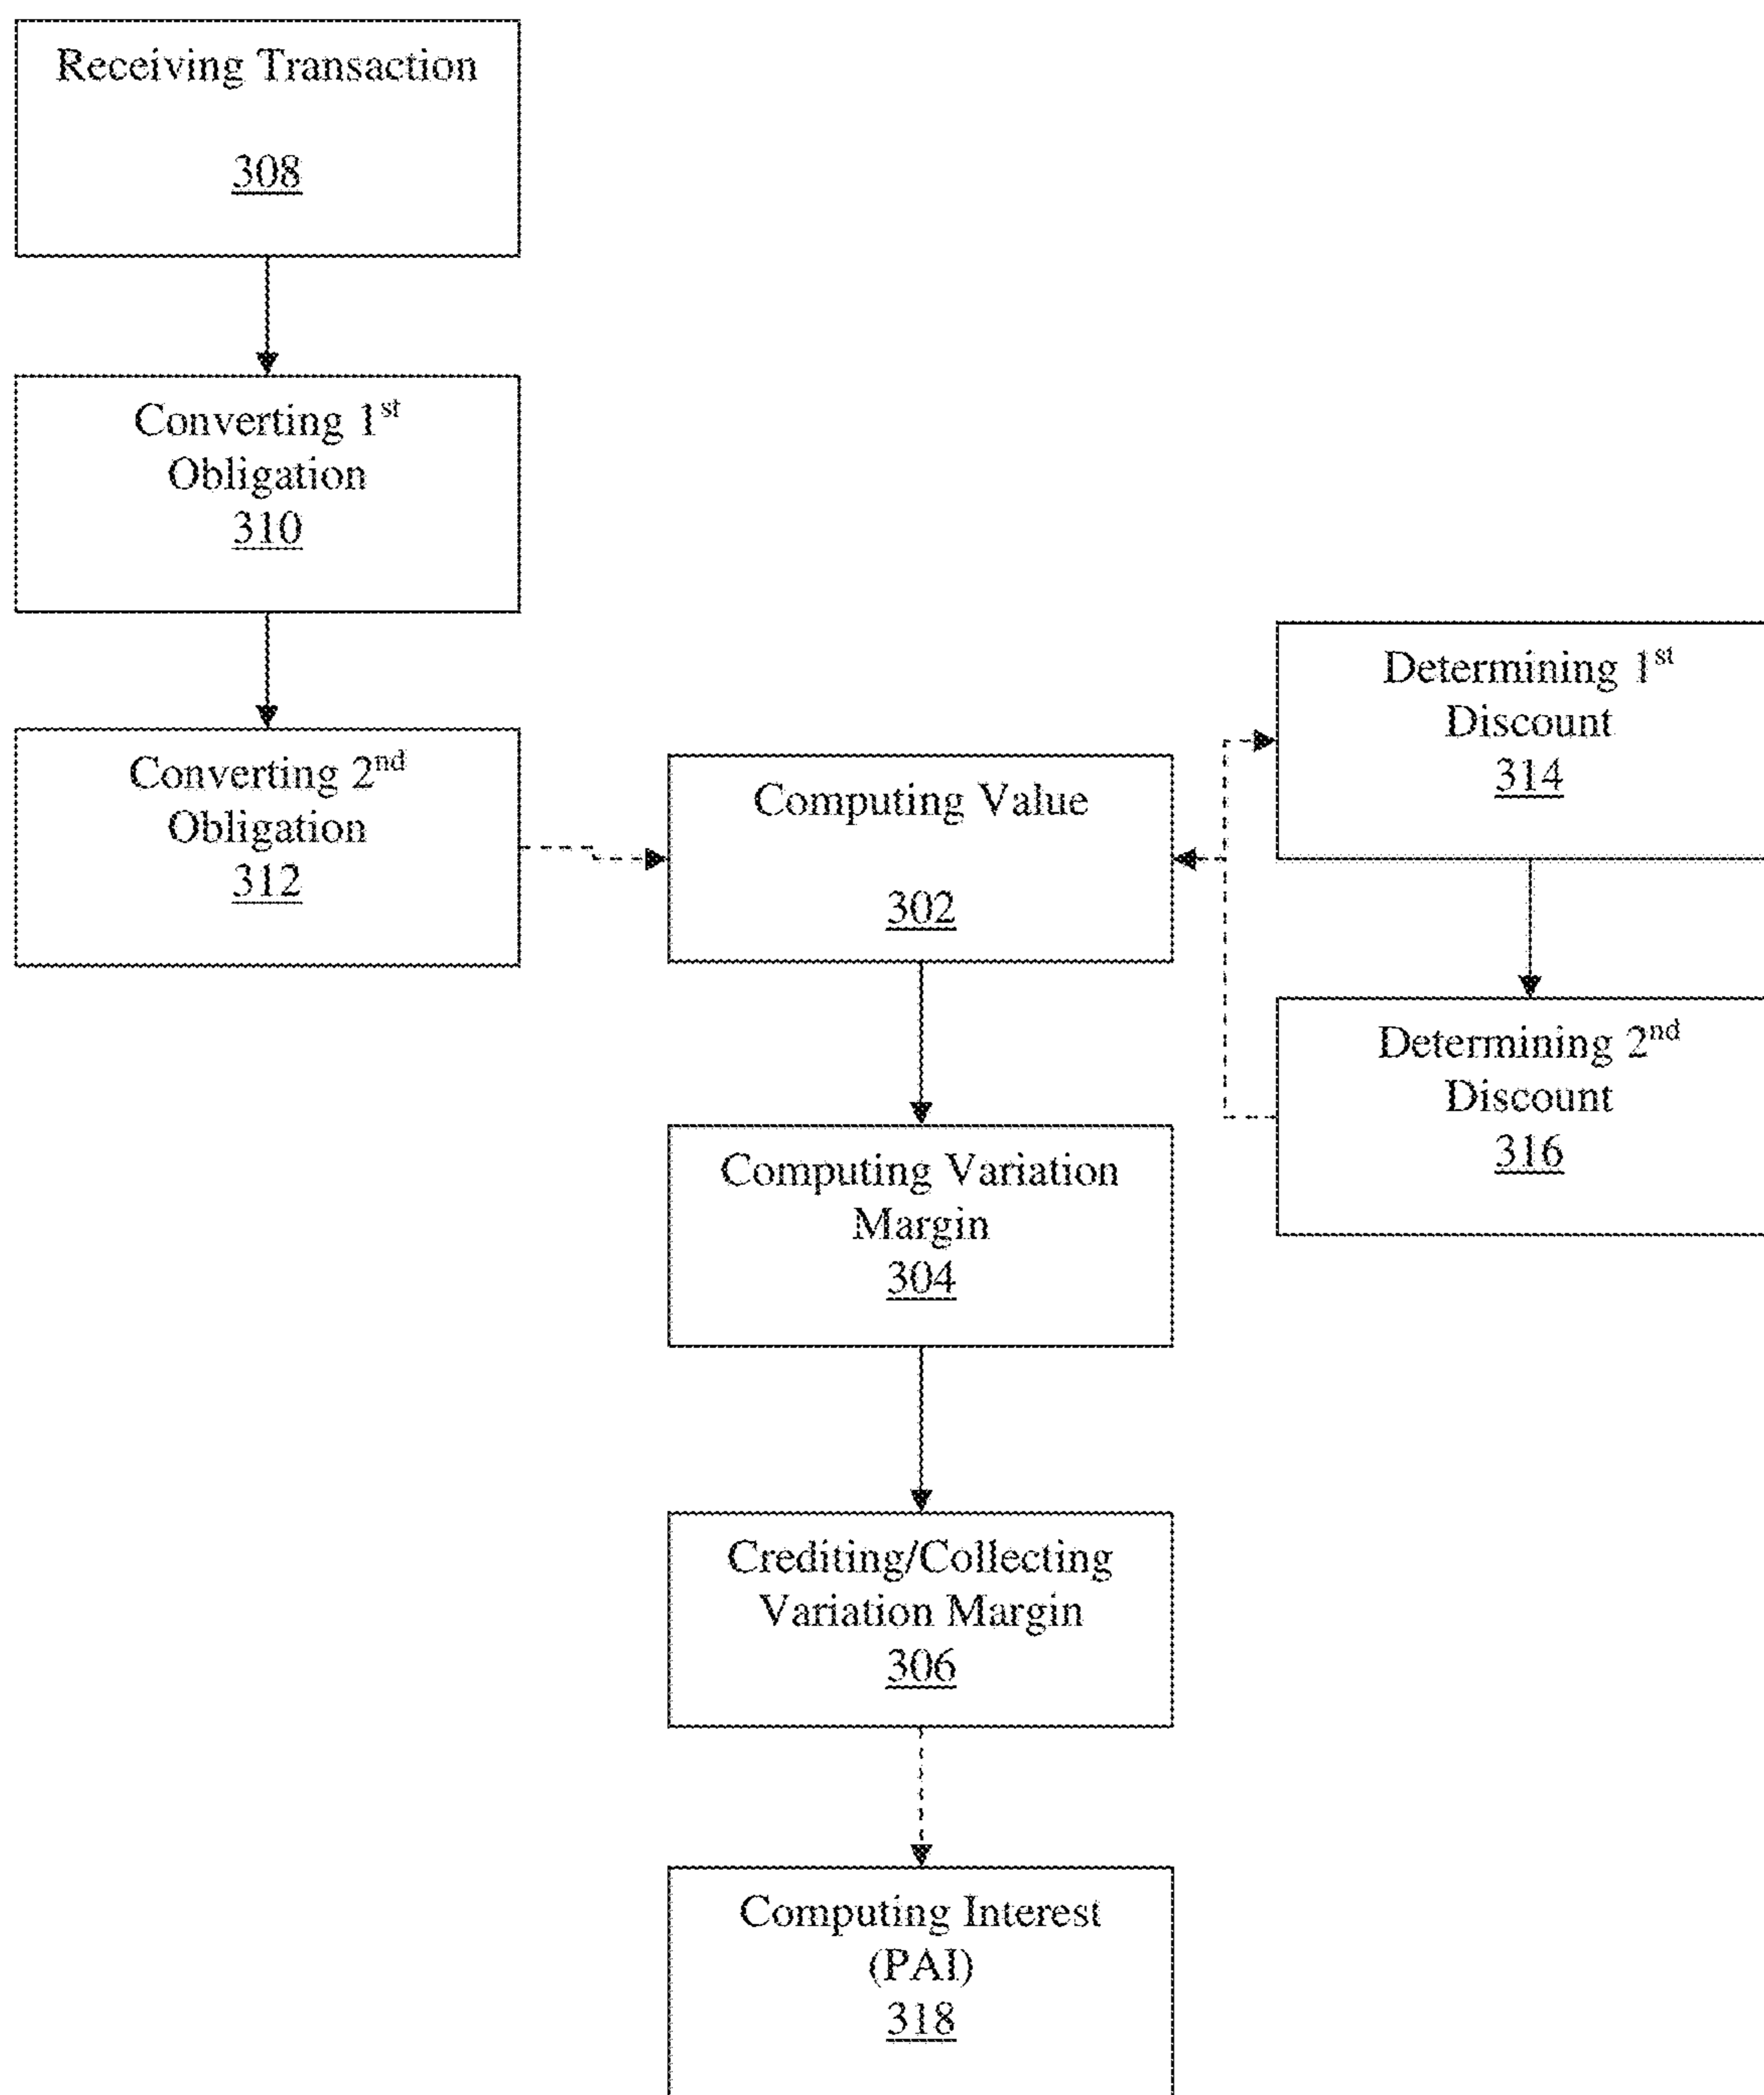 Receiving Transaction
308
Converting 1st
Obligation
310
Converting 2nd
Obligation
312
Computing Value
302
Determining 1st
Discount
314
Determining 2nd
Discount
316
Computing Variation
Margin
304
Crediting/Collecting
Variation Margin
306
Computing Interest
(PAI)
318